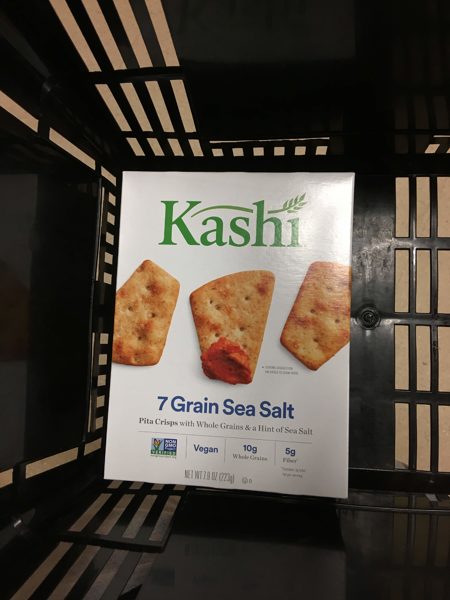 Kashi
7 Grain Sea Salt
Pita Crisps with Whole Grains & a Hint of Sea Salt
NON
GMO
VERIFIED
Vegan
10g
Whole Grains
5g
Fiber
NET WT 7.9 OZ (223g)